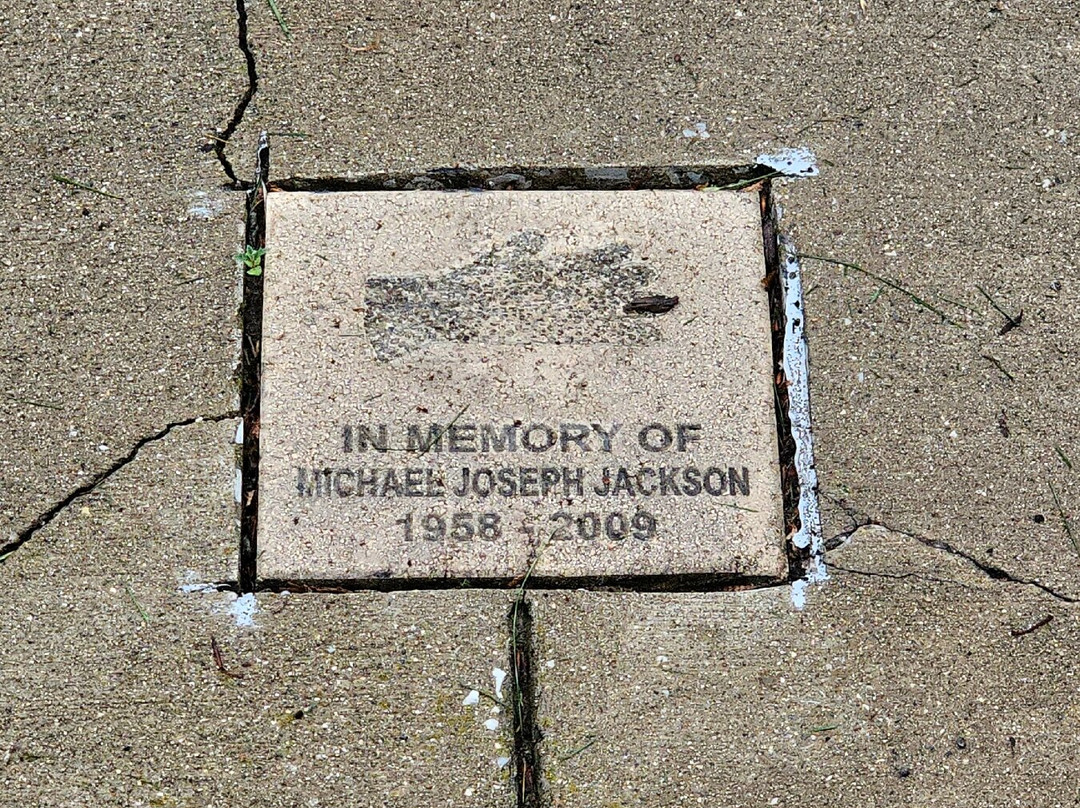 IN MEMORY OF
MICHAEL JOSEPH JACKSON
1958 - 2009